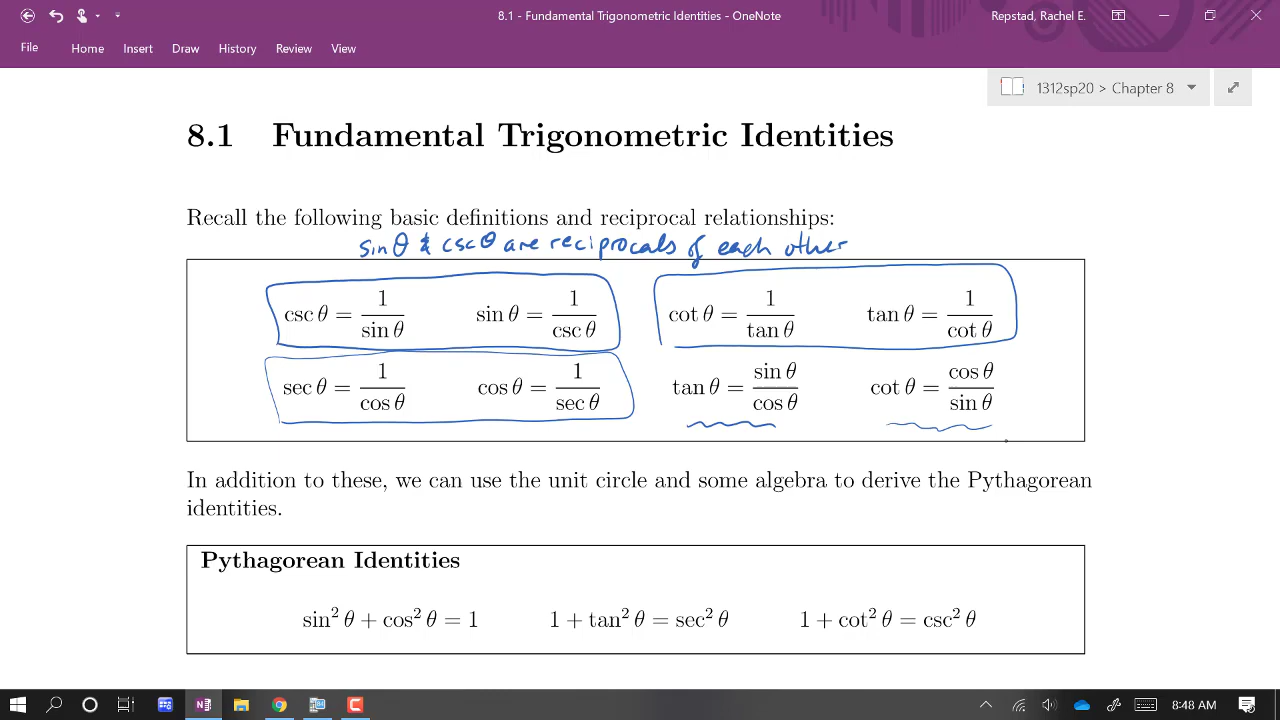 8.1 - Fundamental Trigonometric Identities - OneNote
Repstad, Rachel E.
File Home Insert Draw History Review View
1312sp20 > Chapter 8
8.1 Fundamental Trigonometric Identities
Recall the following basic definitions and reciprocal relationships:
sinθ & cscθ are reciprocals of each other
csc θ = 1/sin θ sin θ = 1/csc θ cot θ = 1/tan θ tan θ = 1/cot θ
sec θ = 1/cos θ cos θ = 1/sec θ tan θ = sin θ/cos θ cot θ = cos θ/sin θ
In addition to these, we can use the unit circle and some algebra to derive the Pythagorean
identities.
Pythagorean Identities
sin² θ + cos² θ = 1 1 + tan² θ = sec² θ 1 + cot² θ = csc² θ
8:48 AM